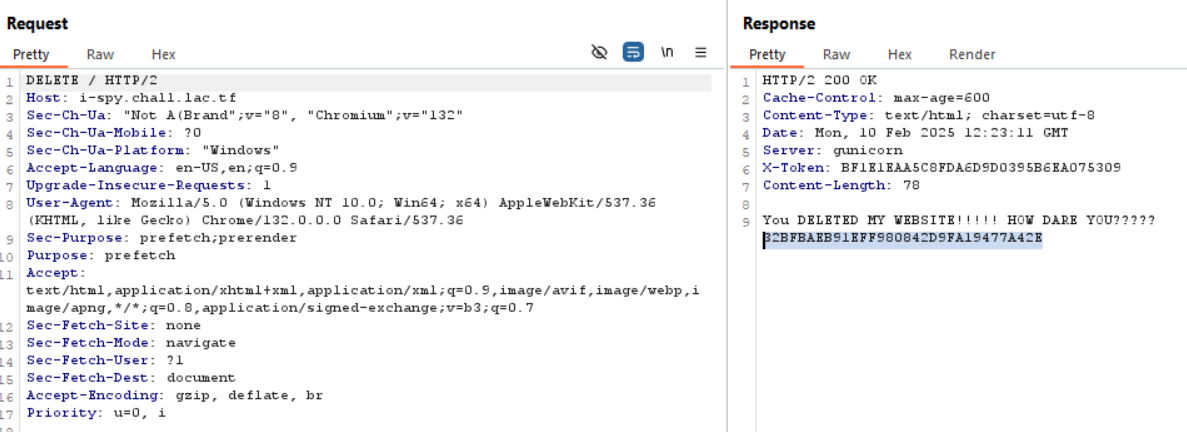 Request
Pretty Raw Hex \n
1 DELETE / HTTP/2
2 Host: i-spy.chall.lac.tf
3 Sec-Ch-Ua: "Not A(Brand";v="8", "Chromium";v="132"
4 Sec-Ch-Ua-Mobile: ?0
5 Sec-Ch-Ua-Platform: "Windows"
6 Accept-Language: en-US,en;q=0.9
7 Upgrade-Insecure-Requests: 1
8 User-Agent: Mozilla/5.0 (Windows NT 10.0; Win64; x64) AppleWebKit/537.36
(KHTML, like Gecko) Chrome/132.0.0.0 Safari/537.36
9 Sec-Purpose: prefetch;prerender
10 Purpose: prefetch
11 Accept:
text/html,application/xhtml+xml,application/xml;q=0.9,image/avif,image/webp,i
mage/apng,*/*;q=0.8,application/signed-exchange;v=b3;q=0.7
12 Sec-Fetch-Site: none
13 Sec-Fetch-Mode: navigate
14 Sec-Fetch-User: ?1
15 Sec-Fetch-Dest: document
16 Accept-Encoding: gzip, deflate, br
17 Priority: u=0, i
Response
Pretty Raw Hex Render
1 HTTP/2 200 OK
2 Cache-Control: max-age=600
3 Content-Type: text/html; charset=utf-8
4 Date: Mon, 10 Feb 2025 12:23:11 GMT
5 Server: gunicorn
6 X-Token: BF1E1EAA5C8FDA6D9D0395B6EA075309
7 Content-Length: 78
8
9 You DELETED MY WEBSITE!!!!! HOW DARE YOU?????
32BFBAEB91EFF980842D9FA19477A42E